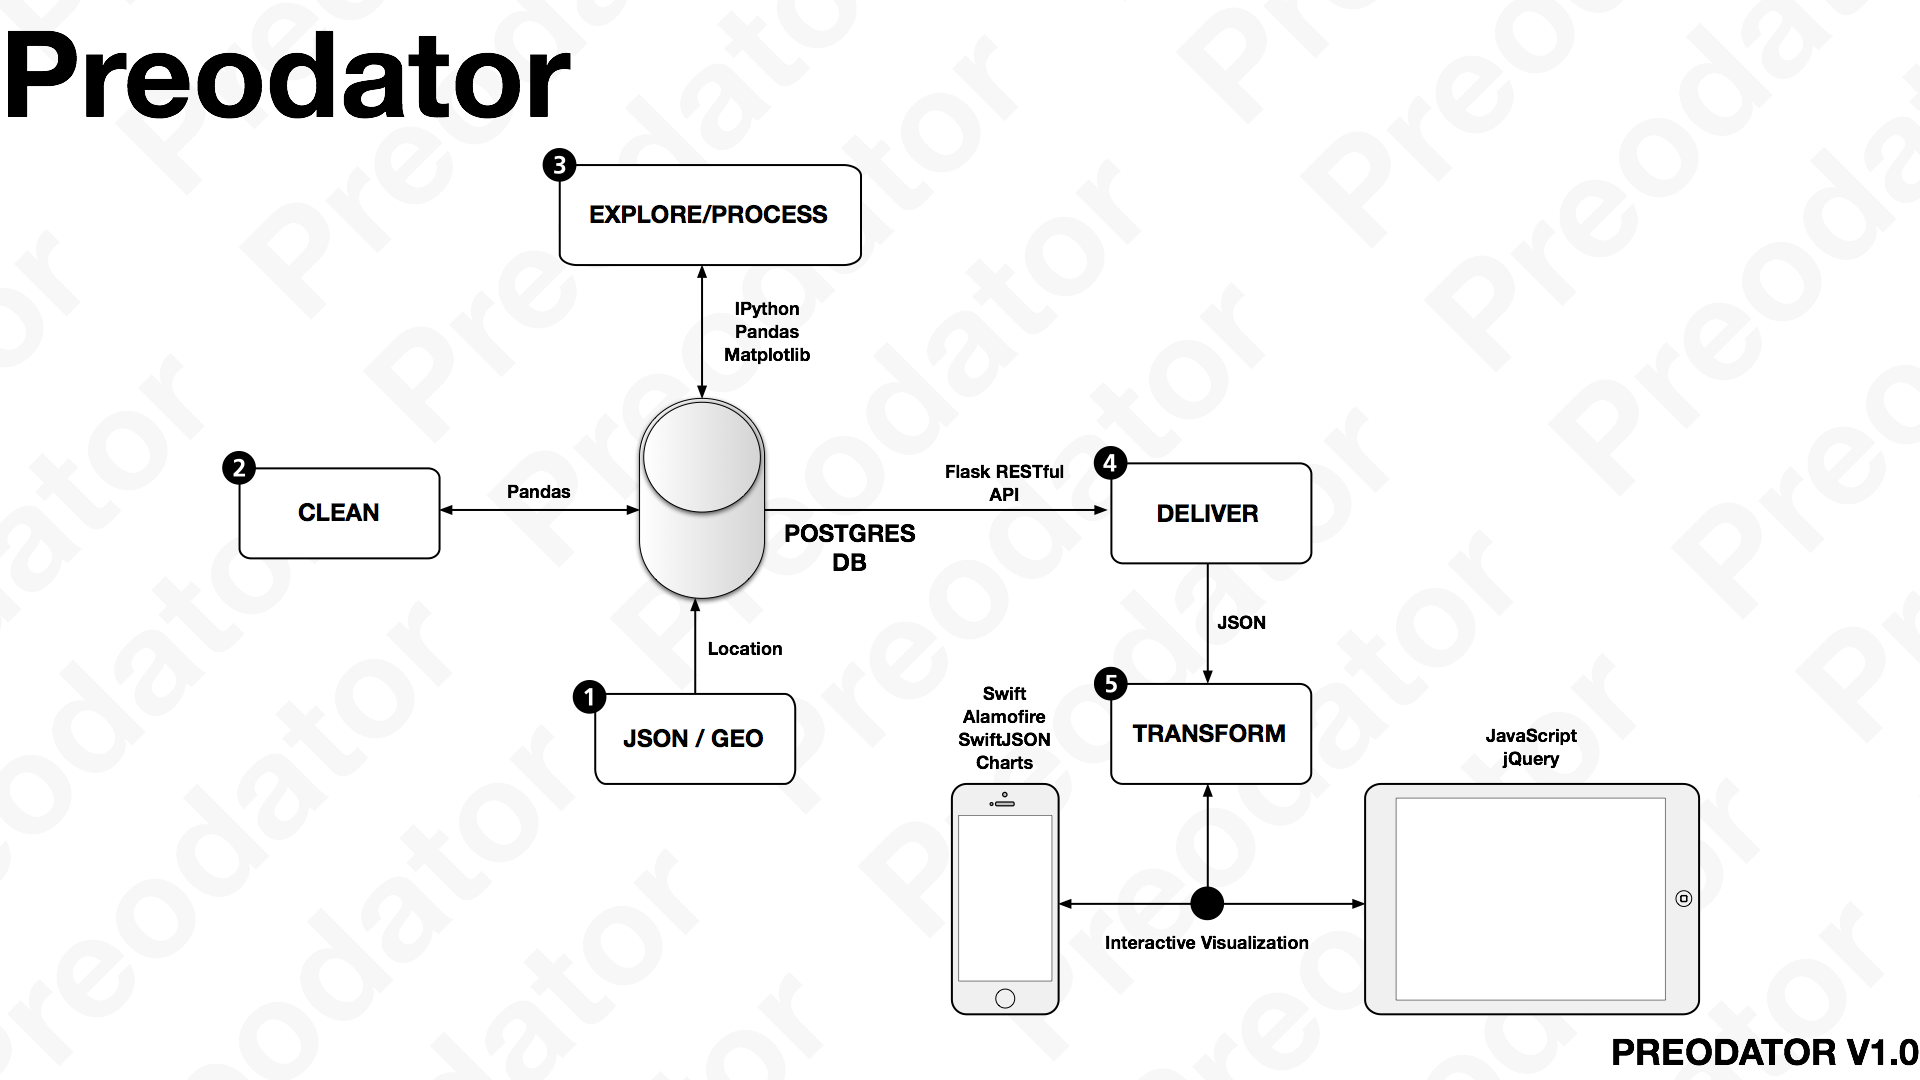 Preodator
3
EXPLORE/PROCESS
IPython
Pandas
Matplotlib
2
CLEAN
Pandas
POSTGRES
DB
Flask RESTful
API
4
DELIVER
JSON
Location
1
JSON / GEO
5
TRANSFORM
Swift
Alamofire
SwiftJSON
Charts
JavaScript
jQuery
Interactive Visualization
PREODATOR V1.0